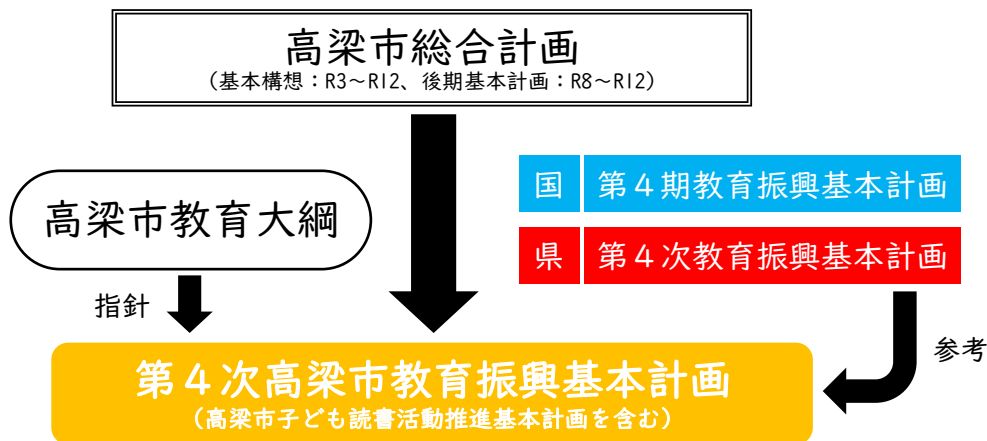 高梁市総合計画
（基本構想：R3～R12、後期基本計画：R8～R12）
国 第４期教育振興基本計画
高梁市教育大綱
県 第４次教育振興基本計画
指針
参考
第４次高梁市教育振興基本計画
（高梁市子ども読書活動推進基本計画を含む）